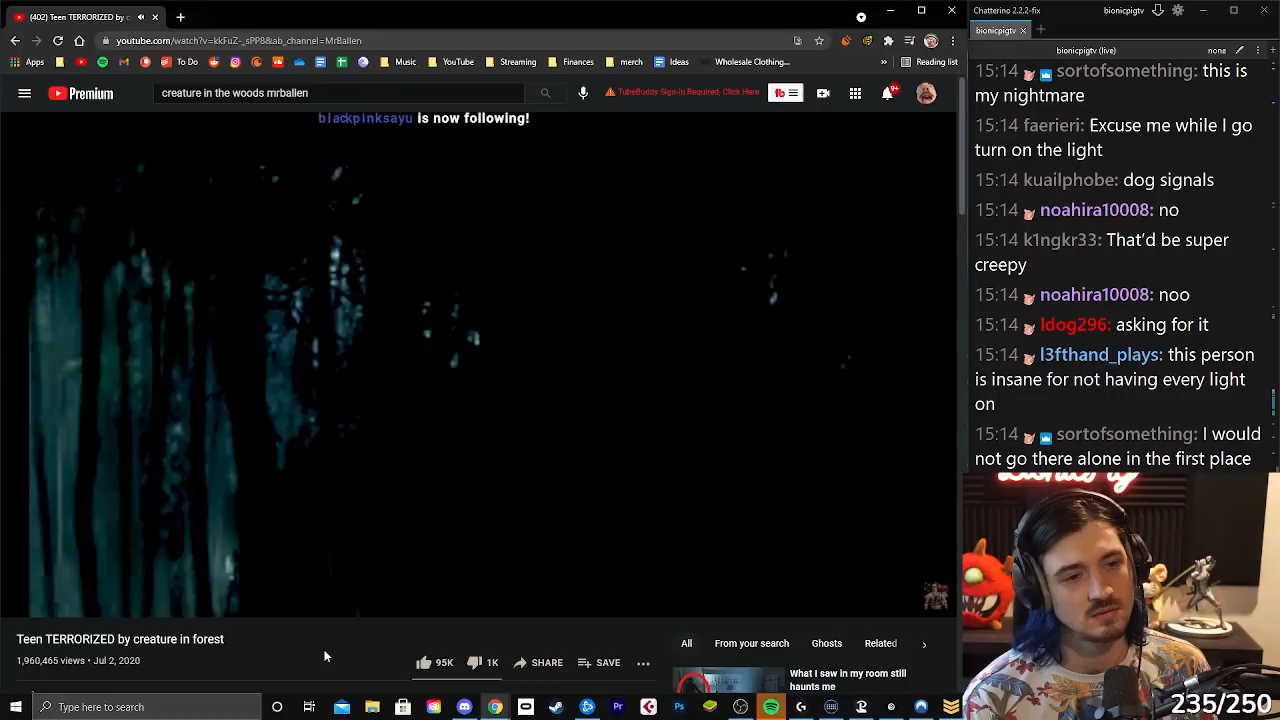 (402) Teen TERRORIZED by c
youtube.com/watch?v=kkFuZ-_sPP8&ab_channel=MrBallen
Apps
To Do
Music
YouTube
Streaming
Finances
merch
Ideas
Wholesale Clothing...
»
Reading list
Premium
creature in the woods mrballen
TubeBuddy Sign-in Required, Click Here
9+
blackpinksayu is now following!
Teen TERRORIZED by creature in forest
1,960,465 views • Jul 2, 2020
95K
1K
SHARE
SAVE
All
From your search
Ghosts
Related
What I saw in my room still
haunts me
Type here to search
Chatterino 2.2.2-fix
bionicpigtv
bionicpigtv
bionicpigtv (live)
none
15:14 sortofsomething: this is
my nightmare
15:14 faerieri: Excuse me while I go
turn on the light
15:14 kuailphobe: dog signals
15:14 noahira10008: no
15:14 k1ngkr33: That'd be super
creepy
15:14 noahira10008: noo
15:14 ldog296: asking for it
15:14 l3fthand_plays: this person
is insane for not having every light
on
15:14 sortofsomething: I would
not go there alone in the first place
235/250